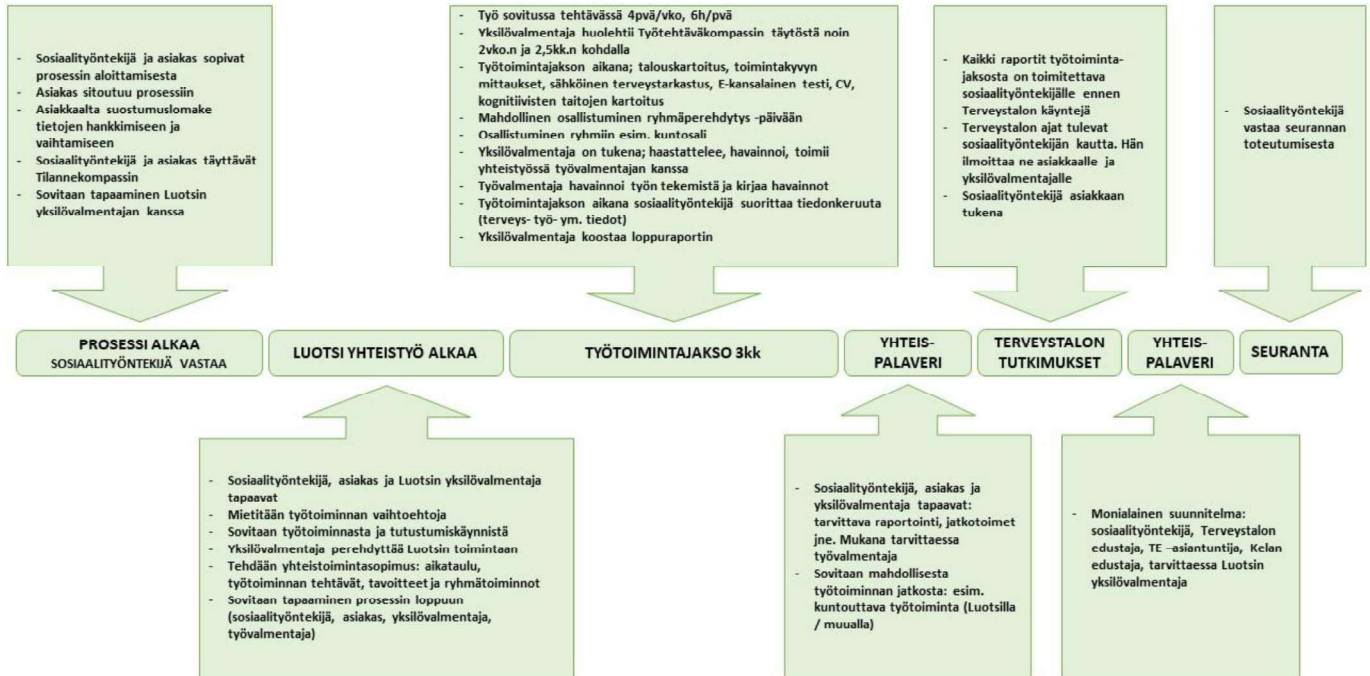 - Sosiaalityöntekijä ja asiakas sopivat
prosessin aloittamisesta
- Asiakas sitoutuu prosessiin
- Asiakkaalta suostumuslomake
tietojen hankkimiseen ja
vaihtamiseen
- Sosiaalityöntekijä ja asiakas täyttävät
Tilannekompassin
- Sovitaan tapaaminen Luotsin
yksilövalmentajan kanssa
- Työ sovitussa tehtävässä 4pvä/vko, 6h/pvä
- Yksilövalmentaja huolehtii Työtehtäväkompassin täytöstä noin
2vko.n ja 2,5kk.n kohdalla
- Työtoimintajakson aikana; talouskartoitus, toimintakyvyn
mittaukset, sähköinen terveystarkastus, E-kansalainen testi, CV,
kognitiivisten taitojen kartoitus
- Mahdollinen osallistuminen ryhmäperehdytys -päivään
- Osallistuminen ryhmiin esim. kuntosali
- Yksilövalmentaja on tukena; haastattelee, havainnoi, toimii
yhteistyössä työvalmentajan kanssa
- Työvalmentaja havainnoi työn tekemistä ja kirjaa havainnot
- Työtoimintajakson aikana sosiaalityöntekijä suorittaa tiedonkeruuta
(terveys- työ- ym. tiedot)
- Yksilövalmentaja koostaa loppuraportin
- Kaikki raportit työtoiminta-
jaksosta on toimitettava
sosiaalityöntekijälle ennen
Terveystalon käyntejä
- Terveystalon ajat tulevat
sosiaalityöntekijän kautta. Hän
ilmoittaa ne asiakkaalle ja
yksilövalmentajalle
- Sosiaalityöntekijä asiakkaan
tukena
- Sosiaalityöntekijä
vastaa seurannan
toteutumisesta
PROSESSI ALKAA
SOSIAALITYÖNTEKIJÄ VASTAA
LUOTSI YHTEISTYÖ ALKAA
TYÖTOIMINTAJAKSO 3kk
YHTEIS-
PALAVERI
TERVEYSTALON
TUTKIMUKSET
YHTEIS-
PALAVERI
SEURANTA
- Sosiaalityöntekijä, asiakas ja Luotsin yksilövalmentaja
tapaavat
- Mietitään työtoiminnan vaihtoehtoja
- Sovitaan työtoiminnasta ja tutustumiskäynnistä
- Yksilövalmentaja perehdyttää Luotsin toimintaan
- Tehdään yhteistoimintasopimus: aikataulu,
työtoiminnan tehtävät, tavoitteet ja ryhmätoiminnot
- Sovitaan tapaaminen prosessin loppuun
(sosiaalityöntekijä, asiakas, yksilövalmentaja,
työvalmentaja)
- Sosiaalityöntekijä, asiakas ja
yksilövalmentaja tapaavat:
tarvittava raportointi, jatkotoimet
jne. Mukana tarvittaessa
työvalmentaja
- Sovitaan mahdollisesta
työtoiminnan jatkosta: esim.
kuntouttava työtoiminta (Luotsilla
/ muualla)
- Monialainen suunnitelma:
sosiaalityöntekijä, Terveystalon
edustaja, TE –asiantuntija, Kelan
edustaja, tarvittaessa Luotsin
yksilövalmentaja